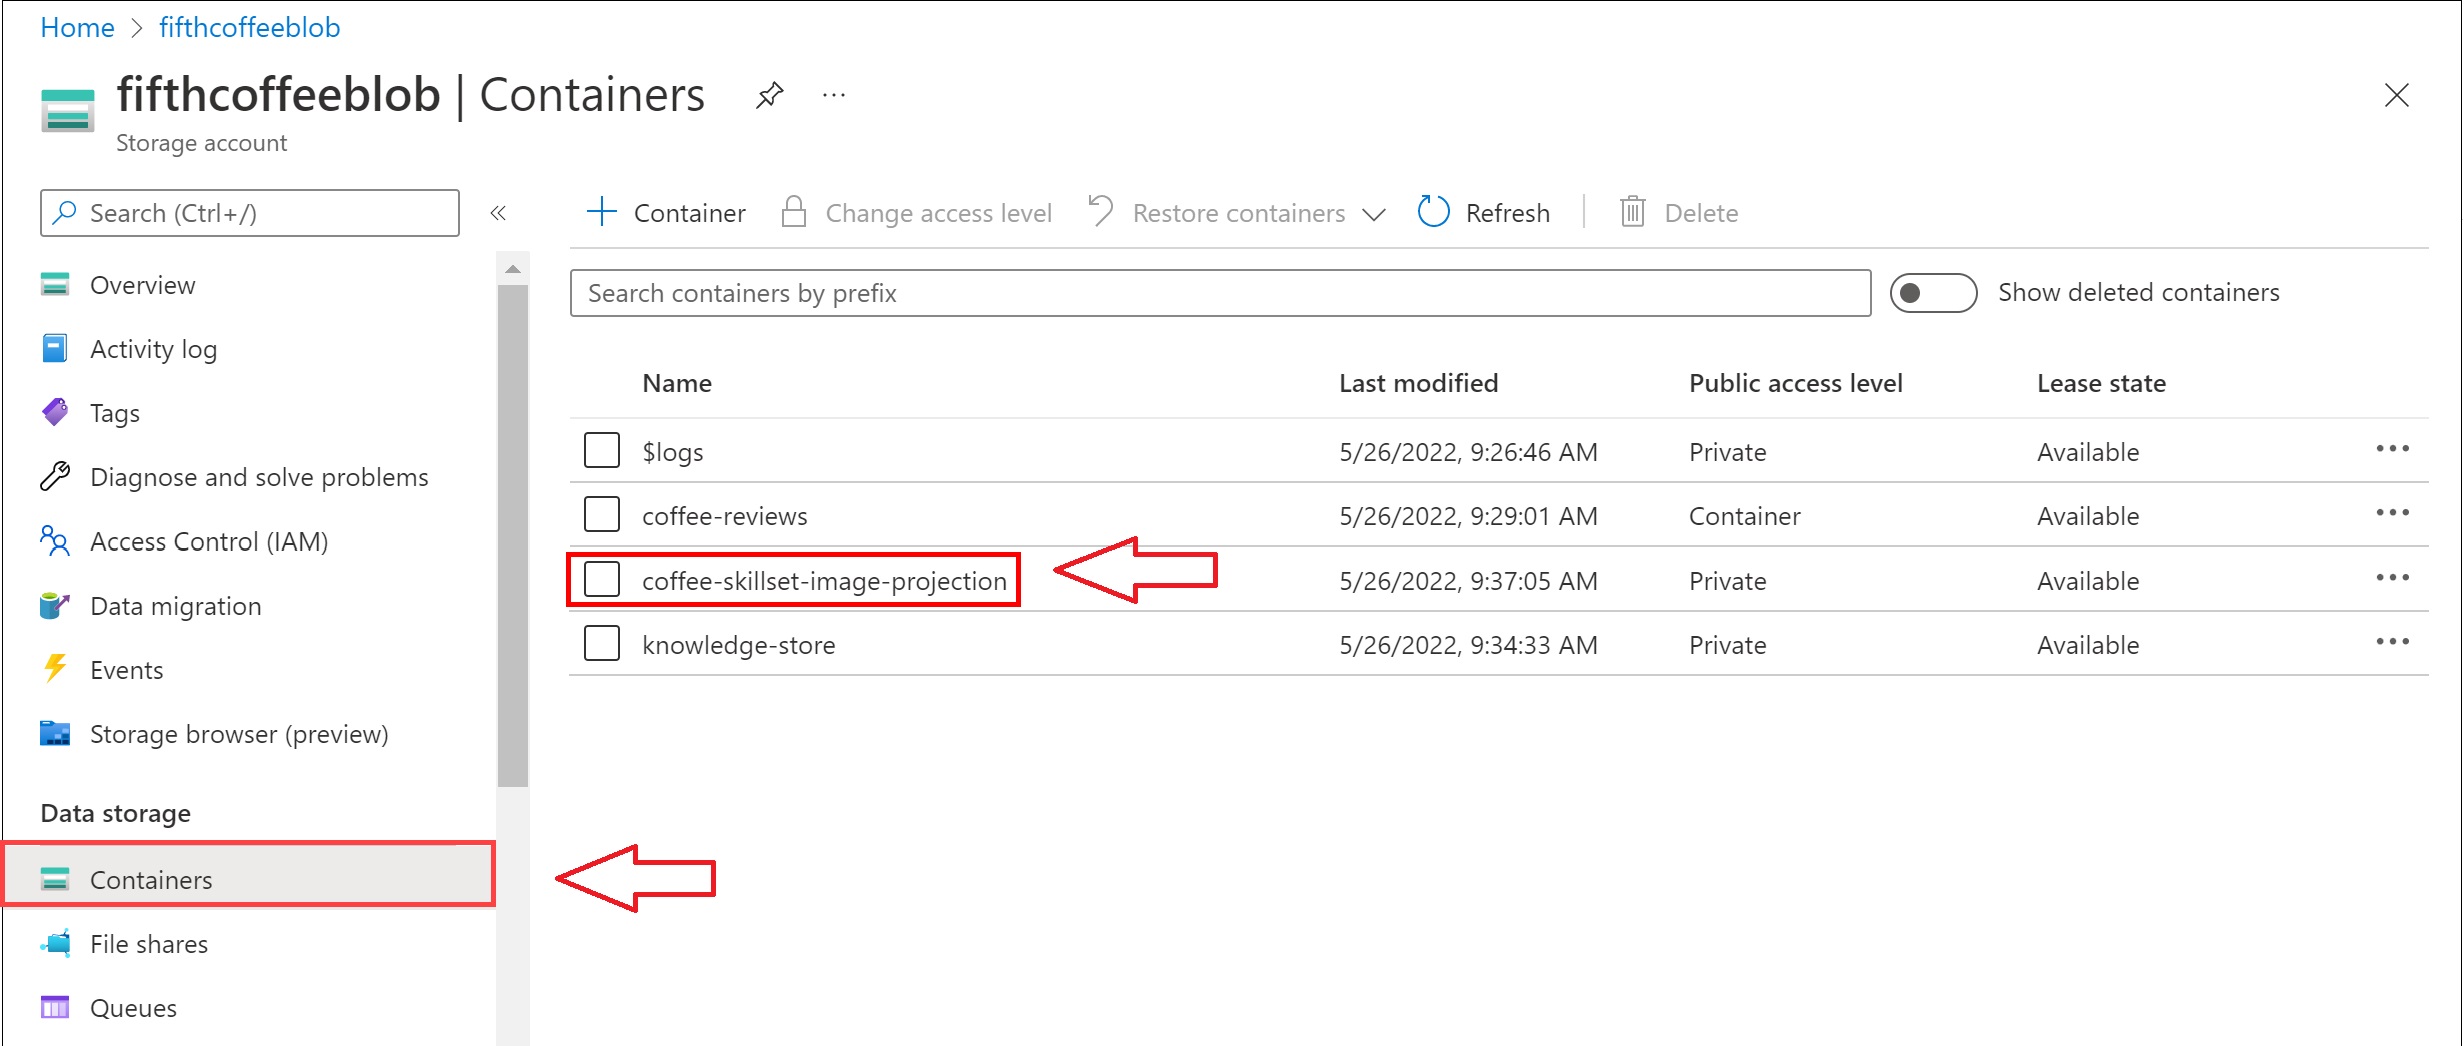 Home > fifthcoffeeblob
fifthcoffeeblob | Containers
Storage account
Search (Ctrl+/)
Overview
Activity log
Tags
Diagnose and solve problems
Access Control (IAM)
Data migration
Events
Storage browser (preview)
Data storage
Containers
File shares
Queues
+ Container Change access level Restore containers Refresh Delete
Search containers by prefix Show deleted containers
Name Last modified Public access level Lease state
$logs 5/26/2022, 9:26:46 AM Private Available
coffee-reviews 5/26/2022, 9:29:01 AM Container Available
coffee-skillset-image-projection 5/26/2022, 9:37:05 AM Private Available
knowledge-store 5/26/2022, 9:34:33 AM Private Available